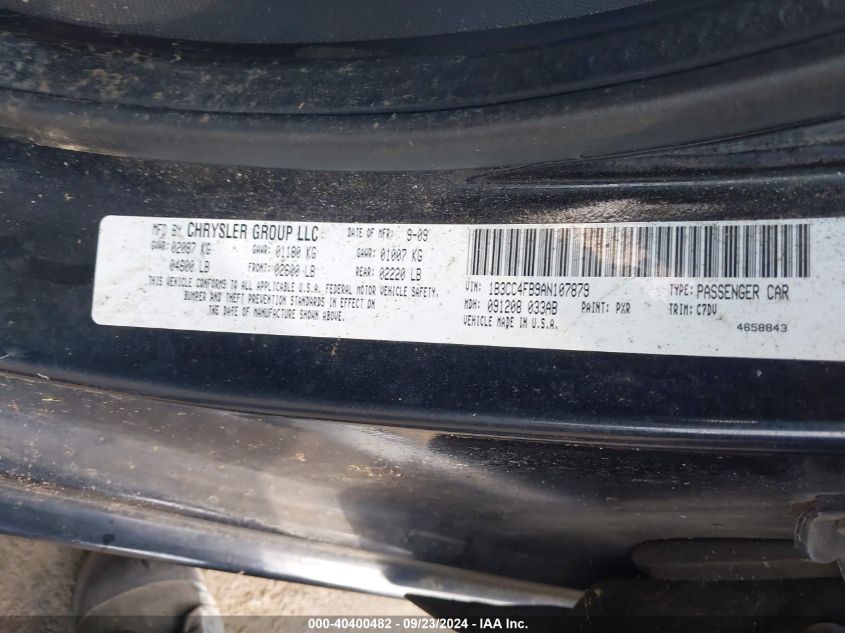 MFD BY CHRYSLER GROUP LLC DATE OF MFR 9-09
GVWR: 02087 KG GAWR: 01180 KG GAWR: 01007 KG
04600 LB FRONT: 02600 LB REAR: 02220 LB
THIS VEHICLE CONFORMS TO ALL APPLICABLE U.S.A. FEDERAL MOTOR VEHICLE SAFETY,
BUMPER AND THEFT PREVENTION STANDARDS IN EFFECT ON
THE DATE OF MANUFACTURE SHOWN ABOVE.
VIN: 1B3CC4FB9AN107879 TYPE: PASSENGER CAR
MDH: 091208 033AB PAINT: PXR TRIM: C7DV
VEHICLE MADE IN U.S.A. 4658843
000-40400482 - 09/23/2024 - IAA Inc.